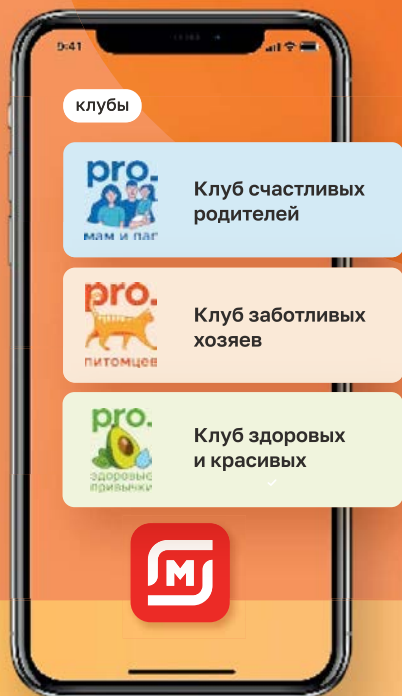 9:41
клубы
pro.
мам и пап
Клуб счастливых
родителей
pro.
питомцев
Клуб заботливых
хозяев
pro.
здоровые
привычки
Клуб здоровых
и красивых
М